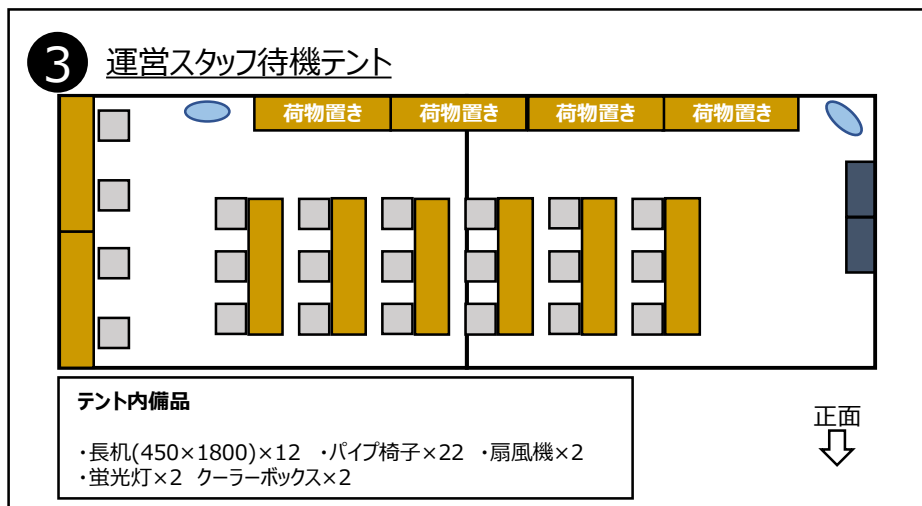 3 運営スタッフ待機テント
荷物置き 荷物置き 荷物置き 荷物置き
テント内備品
・長机(450×1800)×12 ・パイプ椅子×22 ・扇風機×2
・蛍光灯×2 クーラーボックス×2
正面